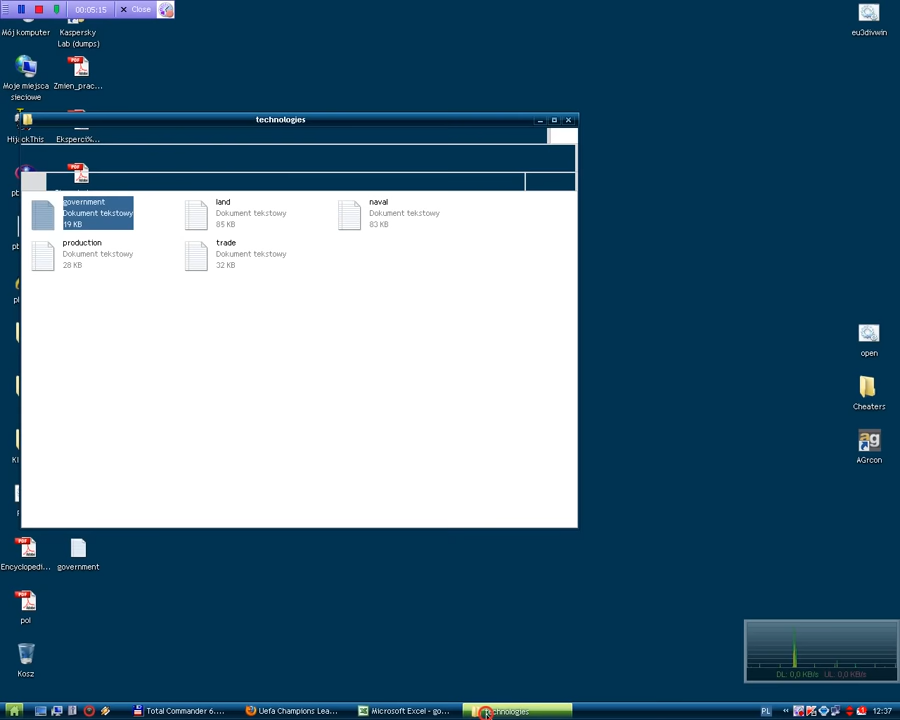 00:05:15
Close
Mój komputer
Kaspersky
Lab (dumps)
eu3divwin
Moje miejsca
sieciowe
Zmien_prac...
technologies
HijackThis
Eksperci%...
government
Dokument tekstowy
19 KB
land
Dokument tekstowy
85 KB
naval
Dokument tekstowy
83 KB
production
Dokument tekstowy
28 KB
trade
Dokument tekstowy
32 KB
open
Cheaters
ag
AGrcon
Encyclopedi...
government
pol
Kosz
DL: 0,0 KB/s
UL: 0,0 KB/s
Total Commander 6....
Uefa Champions Lea...
Microsoft Excel - go...
technologies
PL
12:37